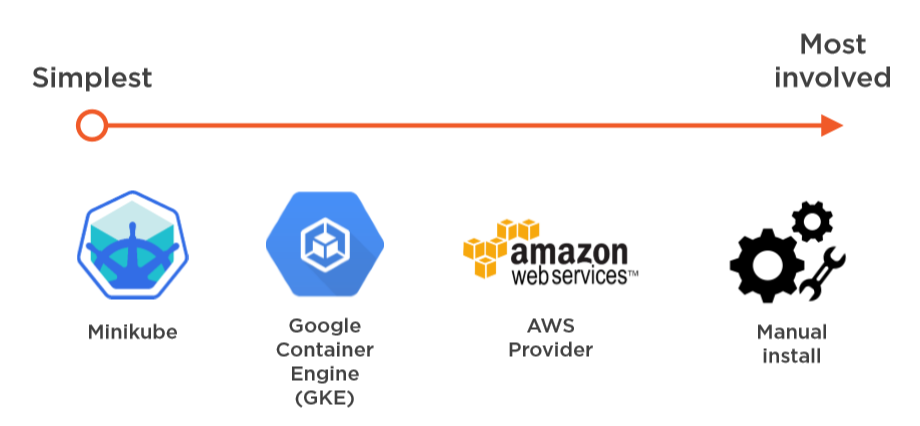 Simplest
Most
involved
amazon
webservices™
Minikube
Google
Container
Engine
(GKE)
AWS
Provider
Manual
install